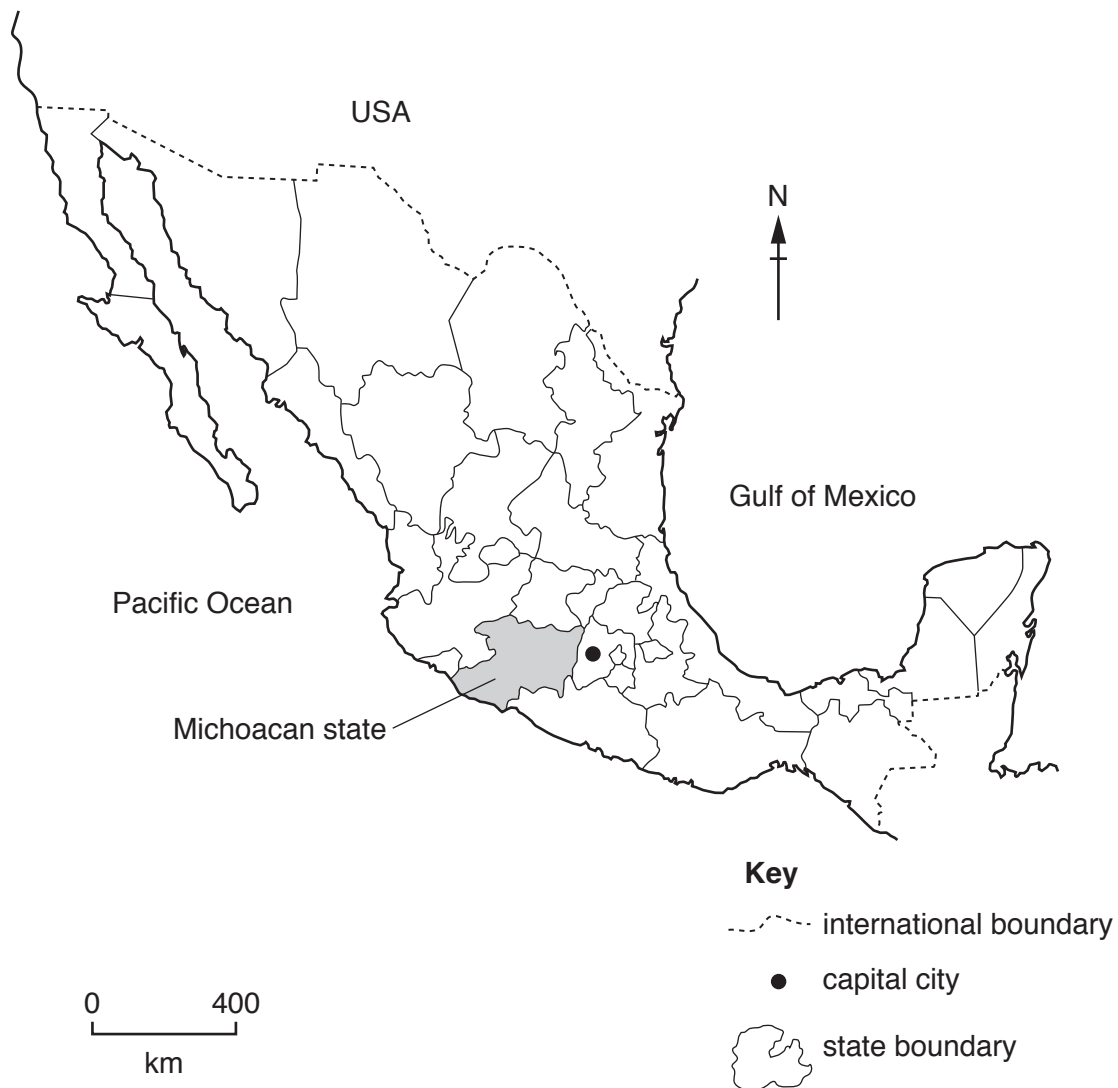 USA
N
Gulf of Mexico
Pacific Ocean
Michoacan state
Key
international boundary
capital city
state boundary
0 400
km